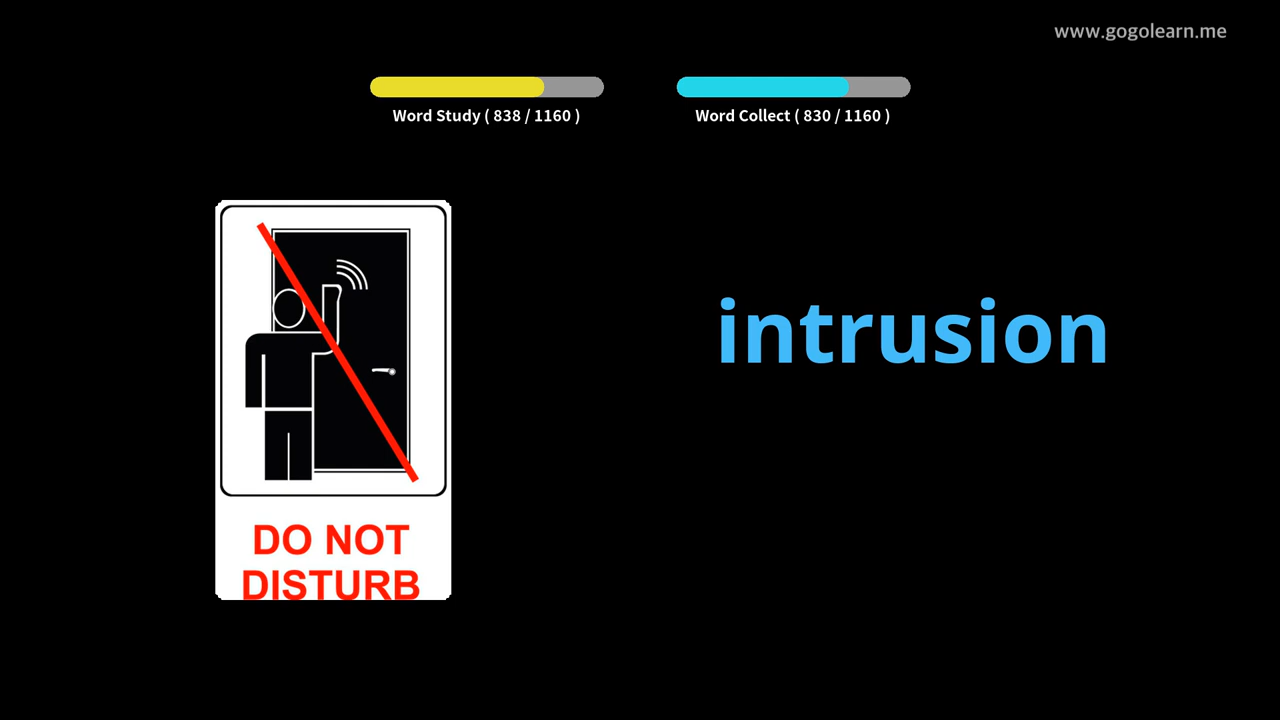 www.gogolearn.me
Word Study ( 838 / 1160 )
Word Collect ( 830 / 1160 )
intrusion
DO NOT
DISTURB